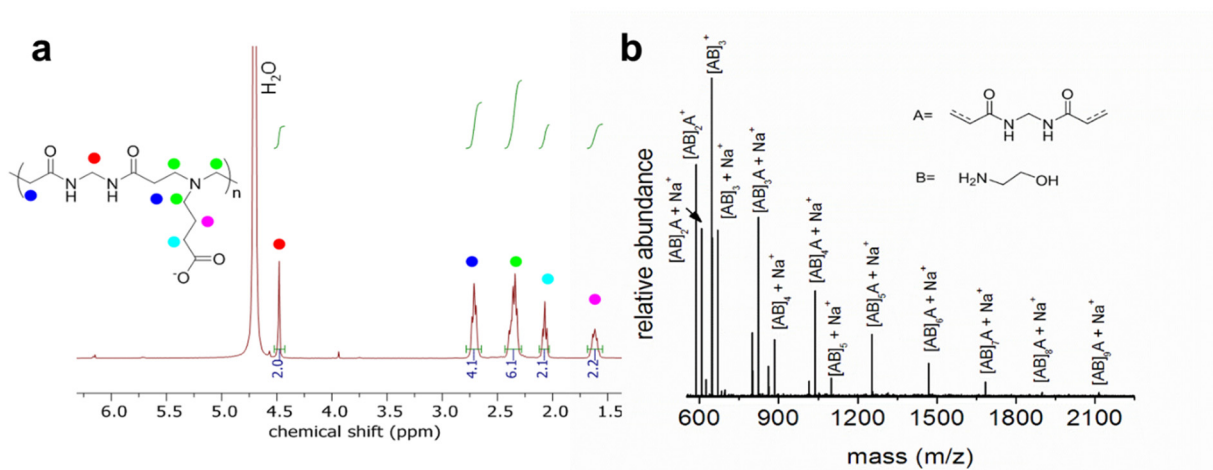 a
H₂O
O
O
N
H
N
H
N
n
O
⁻O
2.0
4.1
6.1
2.1
2.2
6.0 5.5 5.0 4.5 4.0 3.5 3.0 2.5 2.0 1.5
chemical shift (ppm)
b
relative abundance
[AB]₂A + Na⁺
[AB]₂A⁺
[AB]₃⁺
[AB]₃ + Na⁺
[AB]₃A + Na⁺
[AB]₄ + Na⁺
[AB]₄A + Na⁺
[AB]₅ + Na⁺
[AB]₅A + Na⁺
[AB]₆A + Na⁺
[AB]₇A + Na⁺
[AB]₈A + Na⁺
[AB]₉A + Na⁺
A=
O
O
N
H
N
H
B=
H₂N
OH
600 900 1200 1500 1800 2100
mass (m/z)